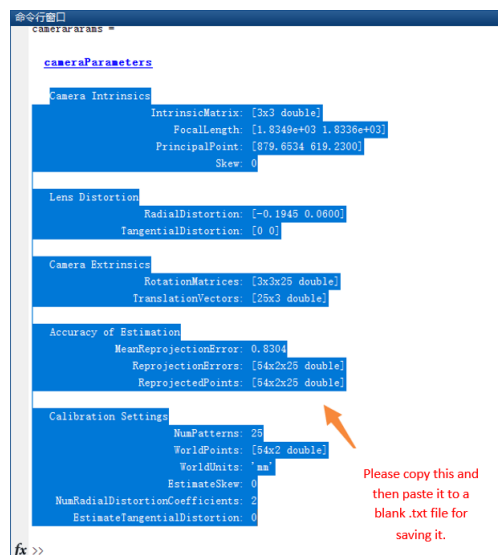 命令行窗口
cameraParams =
cameraParameters
Camera Intrinsics
IntrinsicMatrix: [3x3 double]
FocalLength: [1.8349e+03 1.8336e+03]
PrincipalPoint: [879.6534 619.2300]
Skew: 0
Lens Distortion
RadialDistortion: [-0.1945 0.0600]
TangentialDistortion: [0 0]
Camera Extrinsics
RotationMatrices: [3x3x25 double]
TranslationVectors: [25x3 double]
Accuracy of Estimation
MeanReprojectionError: 0.8304
ReprojectionErrors: [54x2x25 double]
ReprojectedPoints: [54x2x25 double]
Calibration Settings
NumPatterns: 25
WorldPoints: [54x2 double]
WorldUnits: 'mm'
EstimateSkew: 0
NumRadialDistortionCoefficients: 2
EstimateTangentialDistortion: 0
Please copy this and
then paste it to a
blank .txt file for
saving it.
fx >>